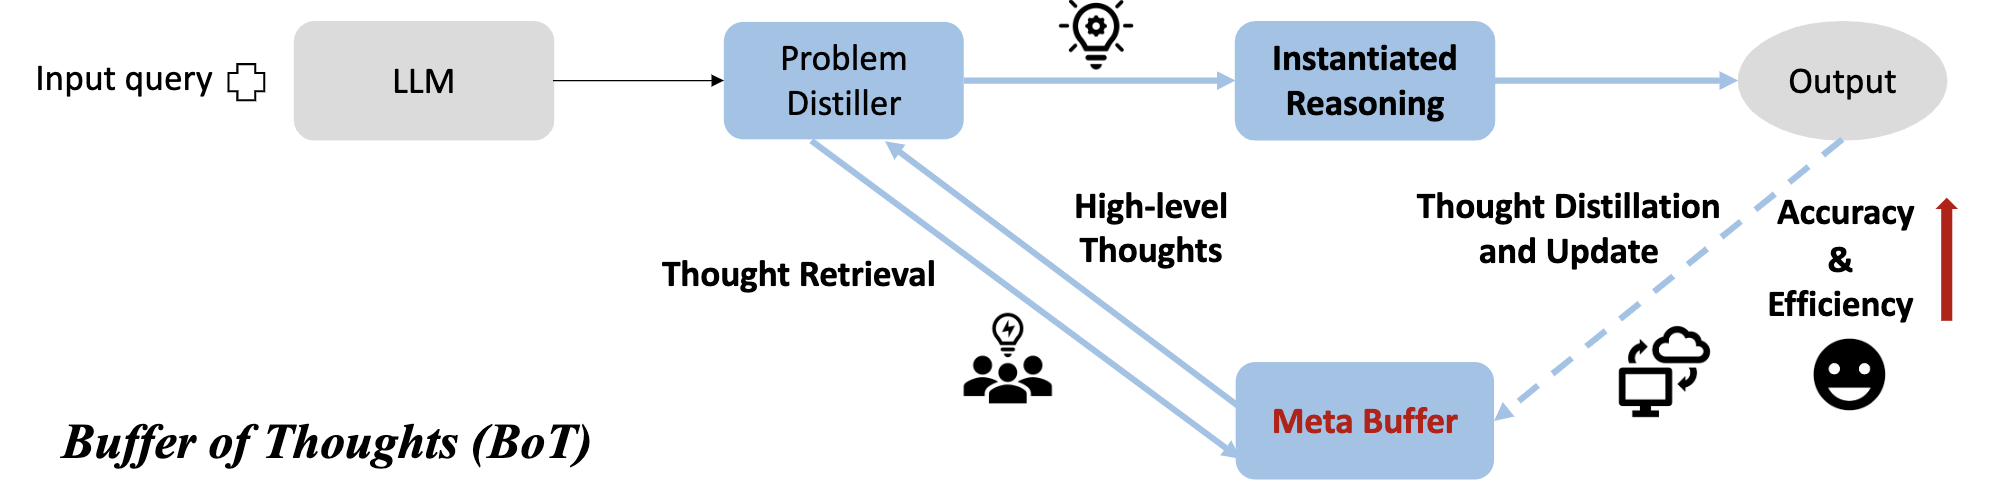 Input query
LLM
Problem
Distiller
Instantiated
Reasoning
Output
Thought Retrieval
High-level
Thoughts
Thought Distillation
and Update
Accuracy
&
Efficiency
Meta Buffer
Buffer of Thoughts (BoT)